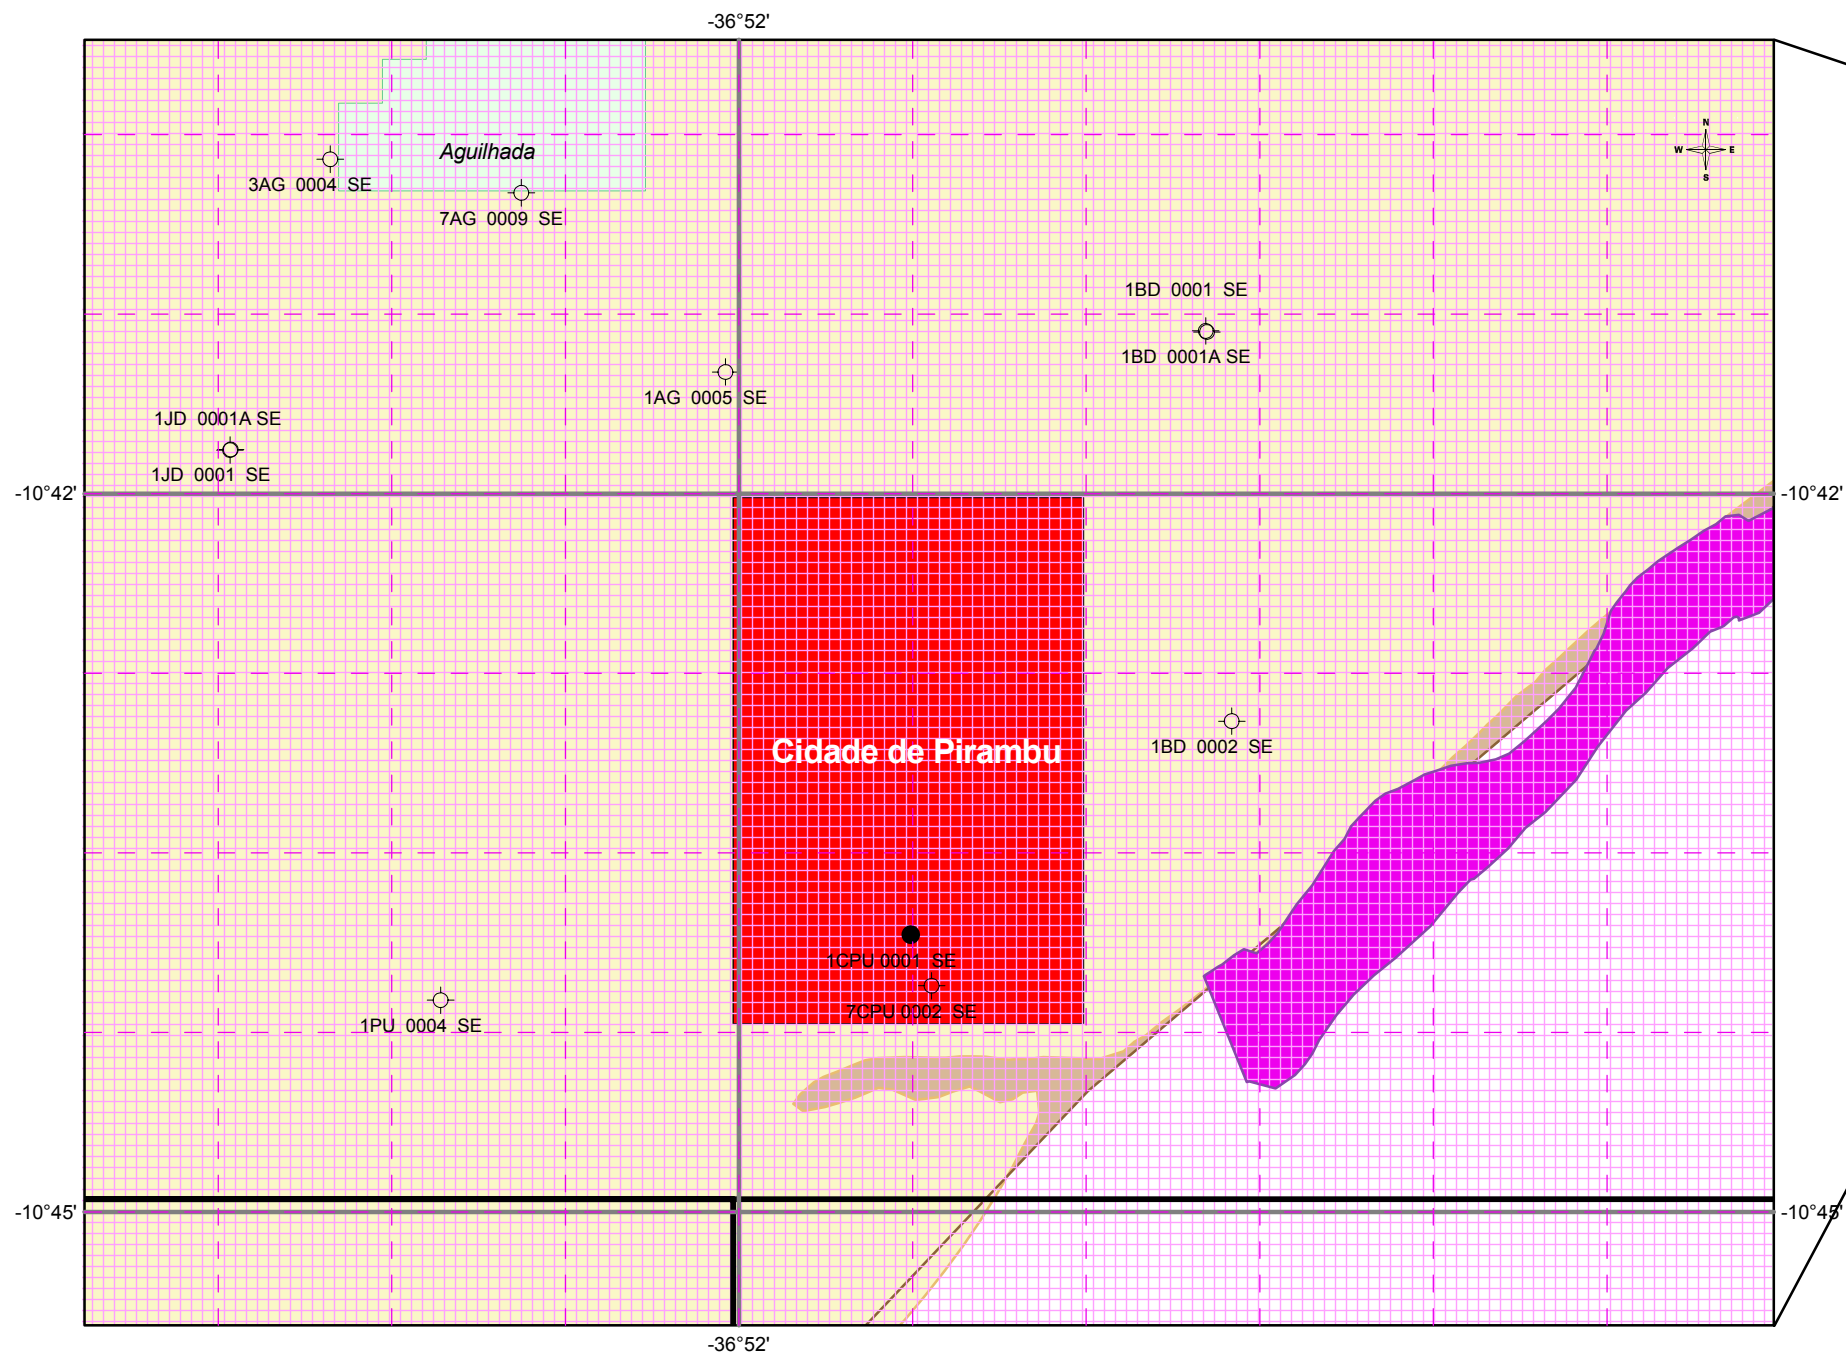 -36°52'
N
W E
S
Aguilhada
3AG 0004 SE
7AG 0009 SE
1BD 0001 SE
1BD 0001A SE
1AG 0005 SE
1JD 0001A SE
1JD 0001 SE
-10°42'
-10°42'
Cidade de Pirambu
1BD 0002 SE
1CPU 0001 SE
7CPU 0002 SE
1PU 0004 SE
-10°45'
-10°45'
-36°52'